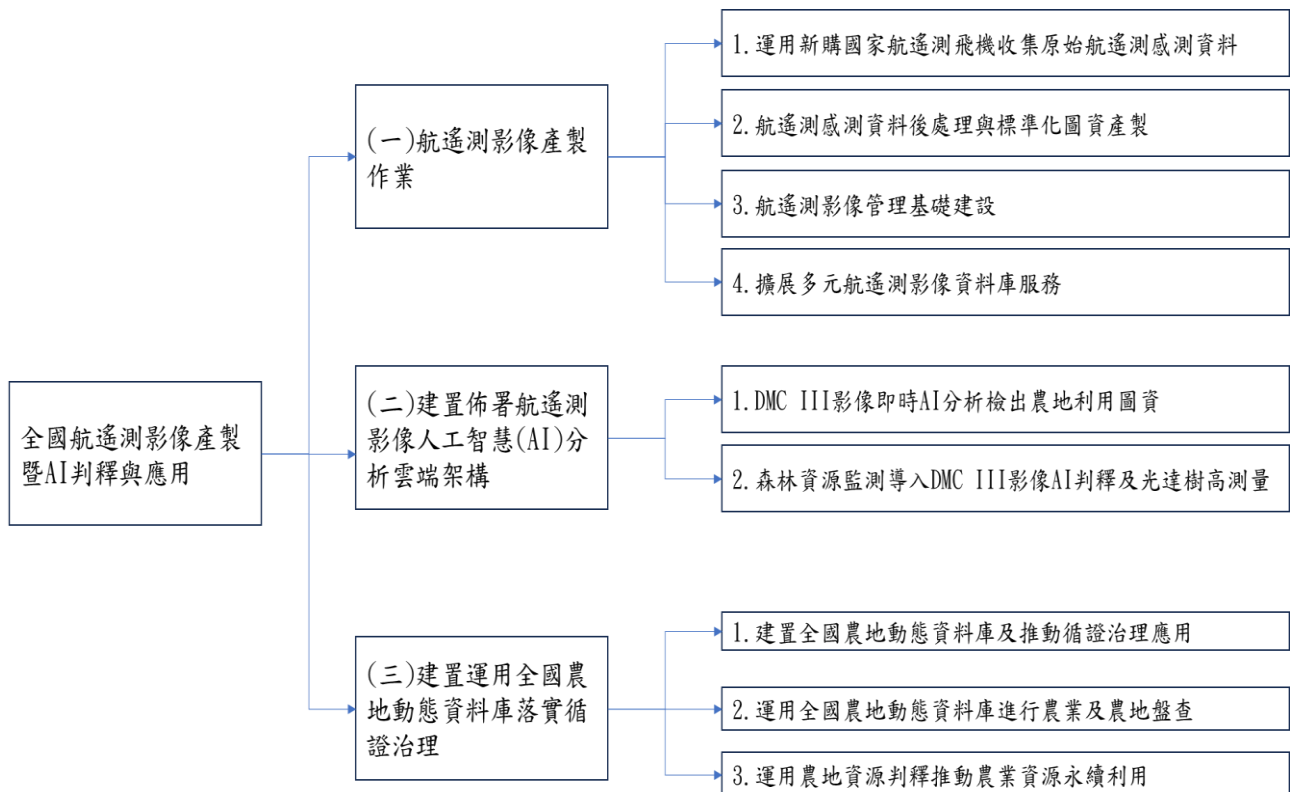 全國航遙測影像產製
暨AI判釋與應用
(一)航遙測影像產製
作業
1.運用新購國家航遙測飛機收集原始航遙測感測資料
2.航遙測感測資料後處理與標準化圖資產製
3.航遙測影像管理基礎建設
4.擴展多元航遙測影像資料庫服務
(二)建置佈署航遙測
影像人工智慧(AI)分
析雲端架構
1.DMC III影像即時AI分析檢出農地利用圖資
2.森林資源監測導入DMC III影像AI判釋及光達樹高測量
(三)建置運用全國農
地動態資料庫落實循
證治理
1.建置全國農地動態資料庫及推動循證治理應用
2.運用全國農地動態資料庫進行農業及農地盤查
3.運用農地資源判釋推動農業資源永續利用